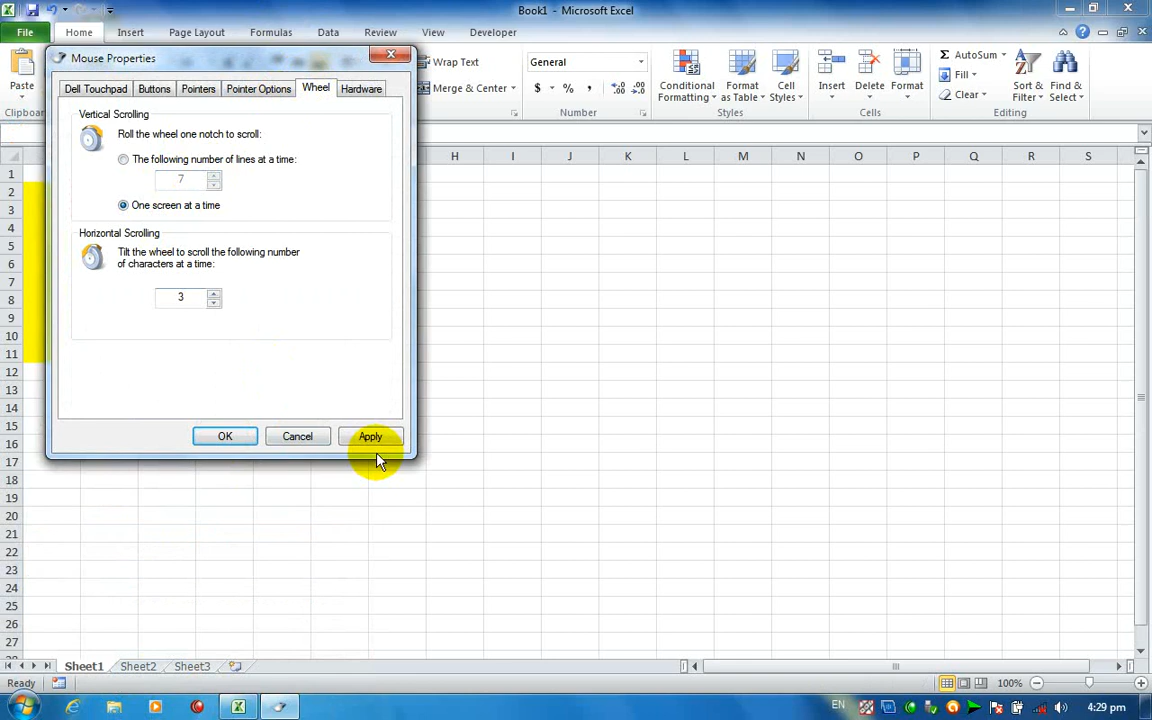 Book1 - Microsoft Excel
File Home Insert Page Layout Formulas Data Review View Developer
Mouse Properties
Paste
Clipboard
Wrap Text
Merge & Center
General
$ % ,
Number
Conditional Formatting
Format as Table
Cell Styles
Styles
Insert
Delete
Format
Cells
AutoSum
Fill
Clear
Sort & Filter
Find & Select
Editing
Dell Touchpad Buttons Pointers Pointer Options Wheel Hardware
Vertical Scrolling
Roll the wheel one notch to scroll:
The following number of lines at a time:
7
One screen at a time
Horizontal Scrolling
Tilt the wheel to scroll the following number
of characters at a time:
3
OK Cancel Apply
H I J K L M N O P Q R S
1
2
3
4
5
6
7
8
9
10
11
12
13
14
15
16
17
18
19
20
21
22
23
24
25
26
27
Sheet1 Sheet2 Sheet3
Ready
100%
EN
4:29 pm